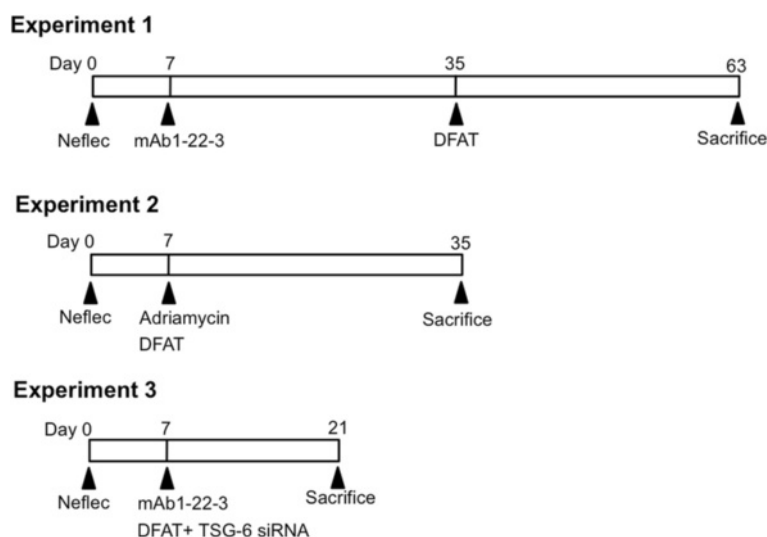 Experiment 1
Day 0 7 35 63
Neflec mAb1-22-3 DFAT Sacrifice
Experiment 2
Day 0 7 35
Neflec Adriamycin Sacrifice
DFAT
Experiment 3
Day 0 7 21
Neflec mAb1-22-3 Sacrifice
DFAT+ TSG-6 siRNA